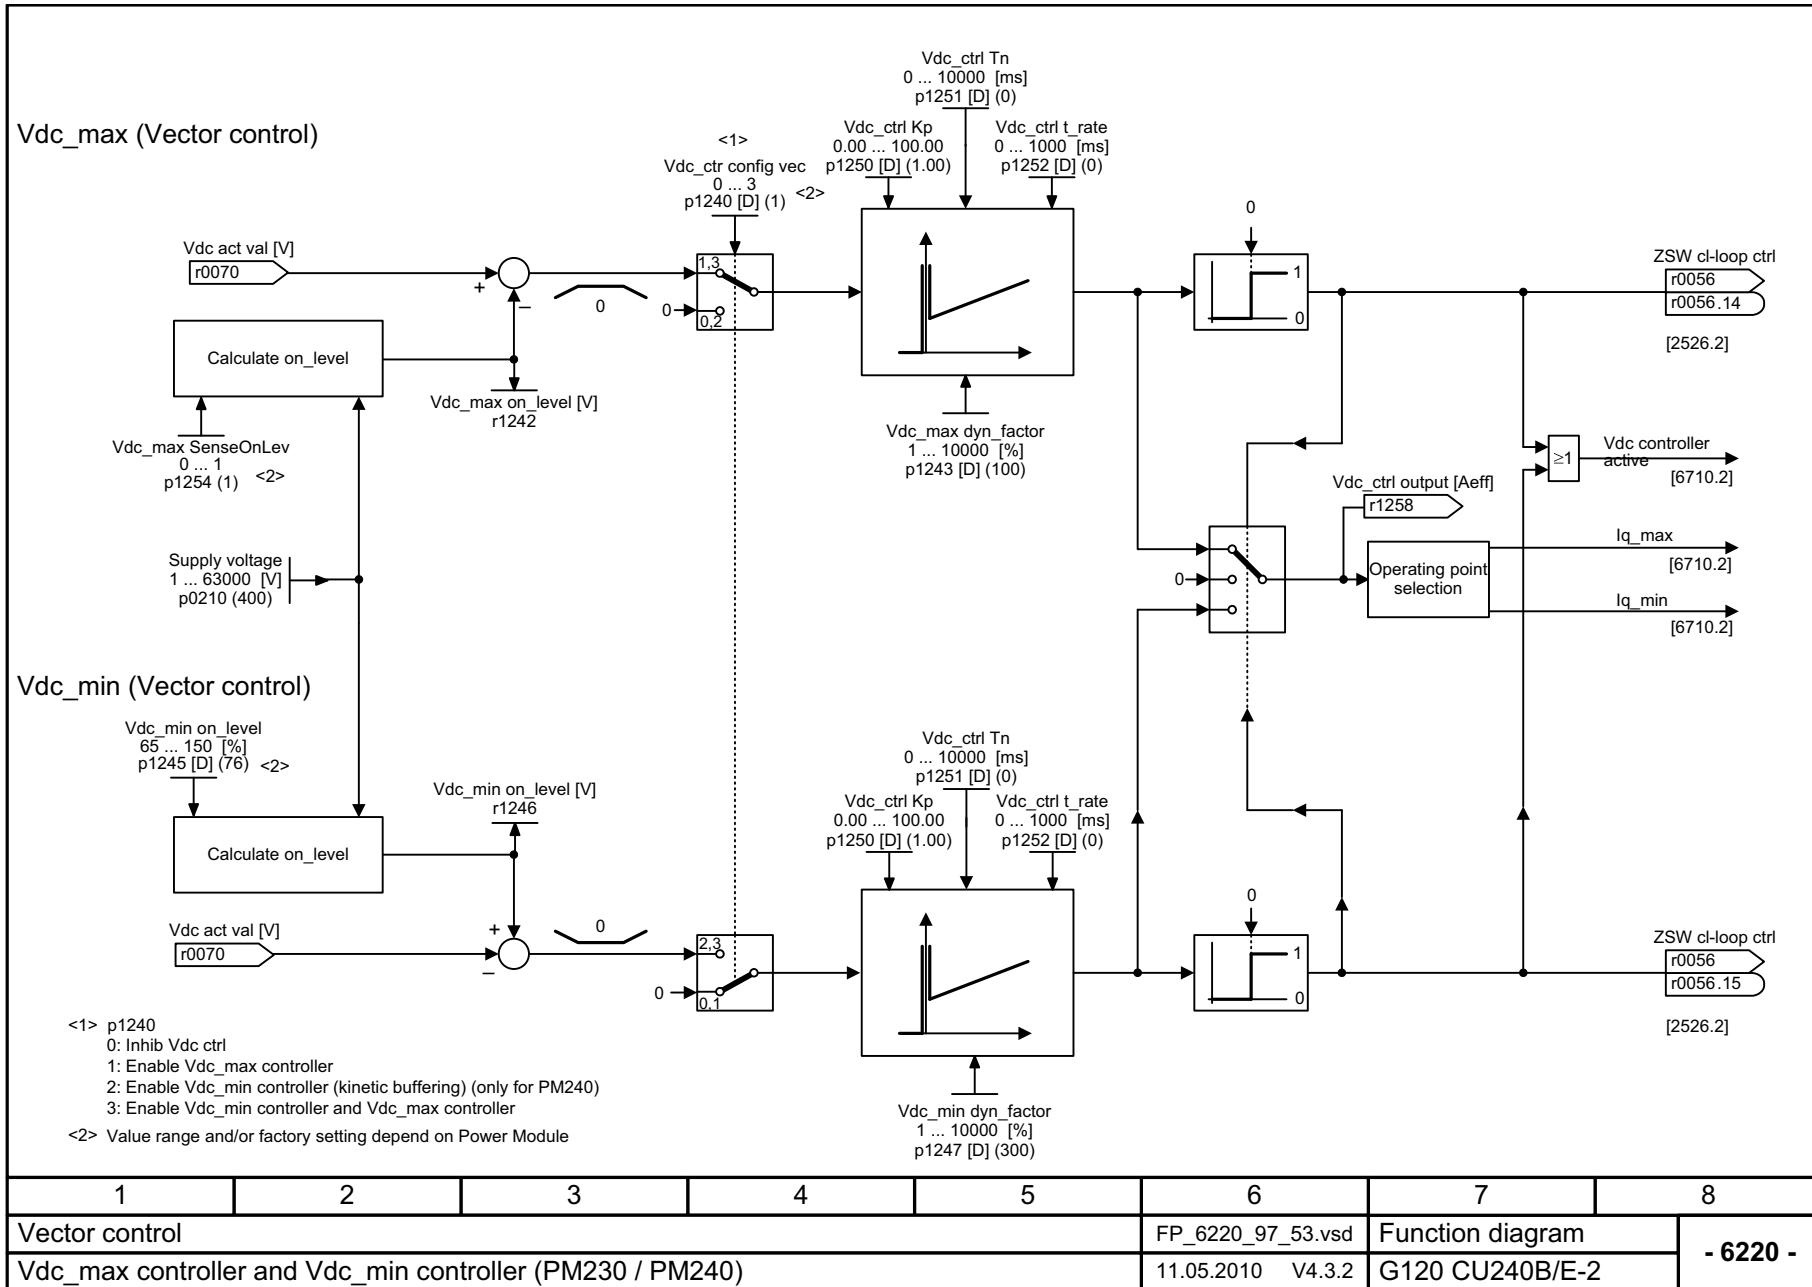 Vdc_max (Vector control)
Vdc_ctrl Tn
0 ... 10000 [ms]
p1251 [D] (0)
Vdc_ctrl Kp
0.00 ... 100.00
p1250 [D] (1.00)
Vdc_ctrl t_rate
0 ... 1000 [ms]
p1252 [D] (0)
<1>
Vdc_ctr config vec
0 ... 3
p1240 [D] (1) <2>
Vdc act val [V]
r0070
+
–
0
1,3
0
0,2
0
1
0
ZSW cl-loop ctrl
r0056
r0056.14
[2526.2]
Calculate on_level
Vdc_max on_level [V]
r1242
Vdc_max SenseOnLev
0 ... 1
p1254 (1) <2>
Vdc_max dyn_factor
1 ... 10000 [%]
p1243 [D] (100)
≥1
Vdc controller
active
[6710.2]
Vdc_ctrl output [Aeff]
r1258
Supply voltage
1 ... 63000 [V]
p0210 (400)
0
Operating point
selection
Iq_max
[6710.2]
Iq_min
[6710.2]
Vdc_min (Vector control)
Vdc_min on_level
65 ... 150 [%]
p1245 [D] (76) <2>
Vdc_min on_level [V]
r1246
Vdc_ctrl Tn
0 ... 10000 [ms]
p1251 [D] (0)
Vdc_ctrl Kp
0.00 ... 100.00
p1250 [D] (1.00)
Vdc_ctrl t_rate
0 ... 1000 [ms]
p1252 [D] (0)
Calculate on_level
Vdc act val [V]
r0070
+
–
0
2,3
0
0,1
0
1
0
ZSW cl-loop ctrl
r0056
r0056.15
[2526.2]
Vdc_min dyn_factor
1 ... 10000 [%]
p1247 [D] (300)
<1> p1240
0: Inhib Vdc ctrl
1: Enable Vdc_max controller
2: Enable Vdc_min controller (kinetic buffering) (only for PM240)
3: Enable Vdc_min controller and Vdc_max controller
<2> Value range and/or factory setting depend on Power Module
1 2 3 4 5 6 7 8
Vector control
FP_6220_97_53.vsd
Function diagram
- 6220 -
Vdc_max controller and Vdc_min controller (PM230 / PM240)
11.05.2010 V4.3.2
G120 CU240B/E-2